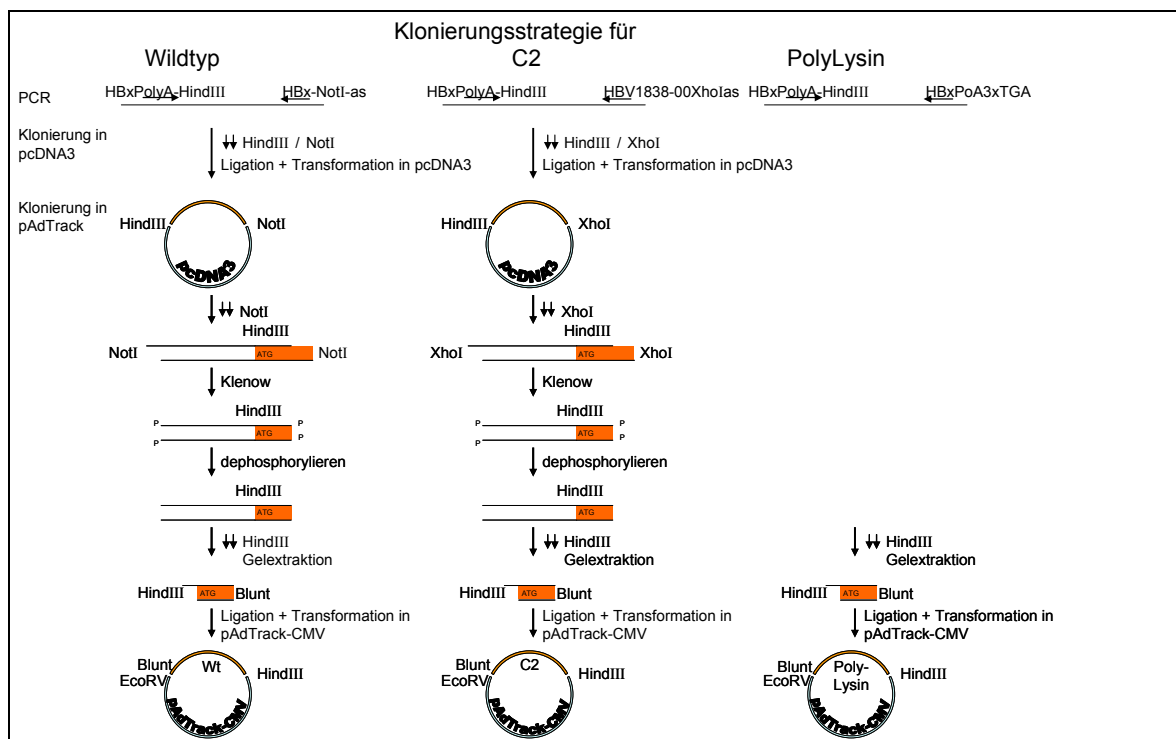 Klonierungsstrategie für
Wildtyp C2 PolyLysin
PCR
HBxPolyA-HindIII HBx-NotI-as HBxPolyA-HindIII HBV1838-00XhoIas HBxPolyA-HindIII HBxPoA3xTGA
Klonierung in
pcDNA3
HindIII / NotI HindIII / XhoI
Ligation + Transformation in pcDNA3 Ligation + Transformation in pcDNA3
Klonierung in
pAdTrack
HindIII NotI HindIII XhoI
pcDNA3 pcDNA3
NotI XhoI
HindIII HindIII
NotI ATG NotI XhoI ATG XhoI
Klenow Klenow
HindIII HindIII
P P P P
ATG ATG
P P P P
dephosphorylieren dephosphorylieren
HindIII HindIII
ATG ATG
HindIII HindIII HindIII
Gelextraktion Gelextraktion Gelextraktion
HindIII ATG Blunt HindIII ATG Blunt HindIII ATG Blunt
Ligation + Transformation in Ligation + Transformation in Ligation + Transformation in
pAdTrack-CMV pAdTrack-CMV pAdTrack-CMV
Blunt Wt HindIII Blunt C2 HindIII Blunt Poly- HindIII
EcoRV EcoRV EcoRV Lysin
pAdTrack-CMV pAdTrack-CMV pAdTrack-CMV